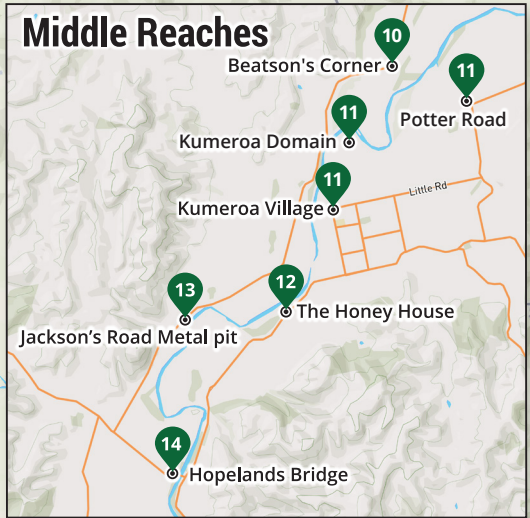 Middle Reaches
10
Beatson's Corner
11
Potter Road
11
Kumeroa Domain
11
Kumeroa Village
Little Rd
12
The Honey House
13
Jackson’s Road Metal pit
14
Hopelands Bridge